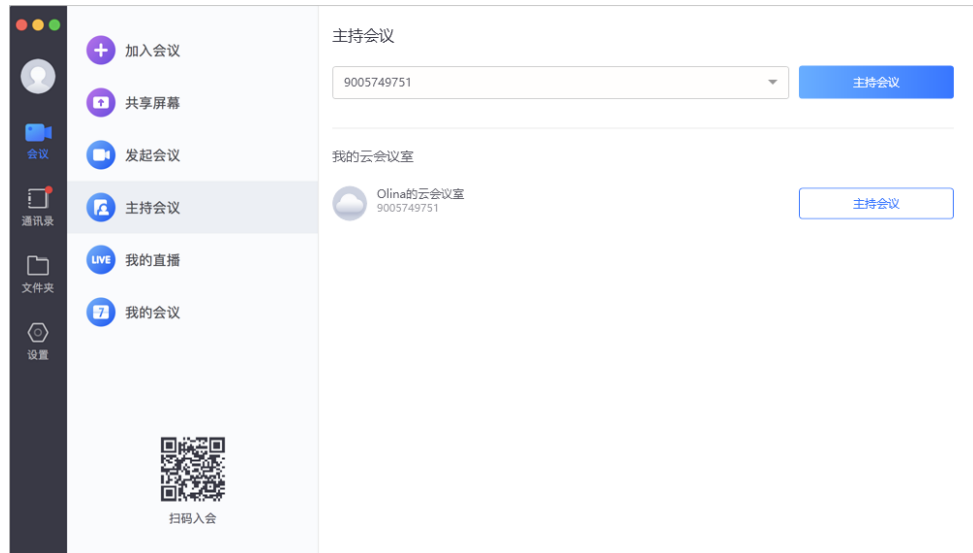 会议
通讯录
文件夹
设置
加入会议
共享屏幕
发起会议
主持会议
LIVE 我的直播
7 我的会议
扫码入会
主持会议
9005749751 主持会议
我的云会议室
Olina的云会议室
9005749751
主持会议